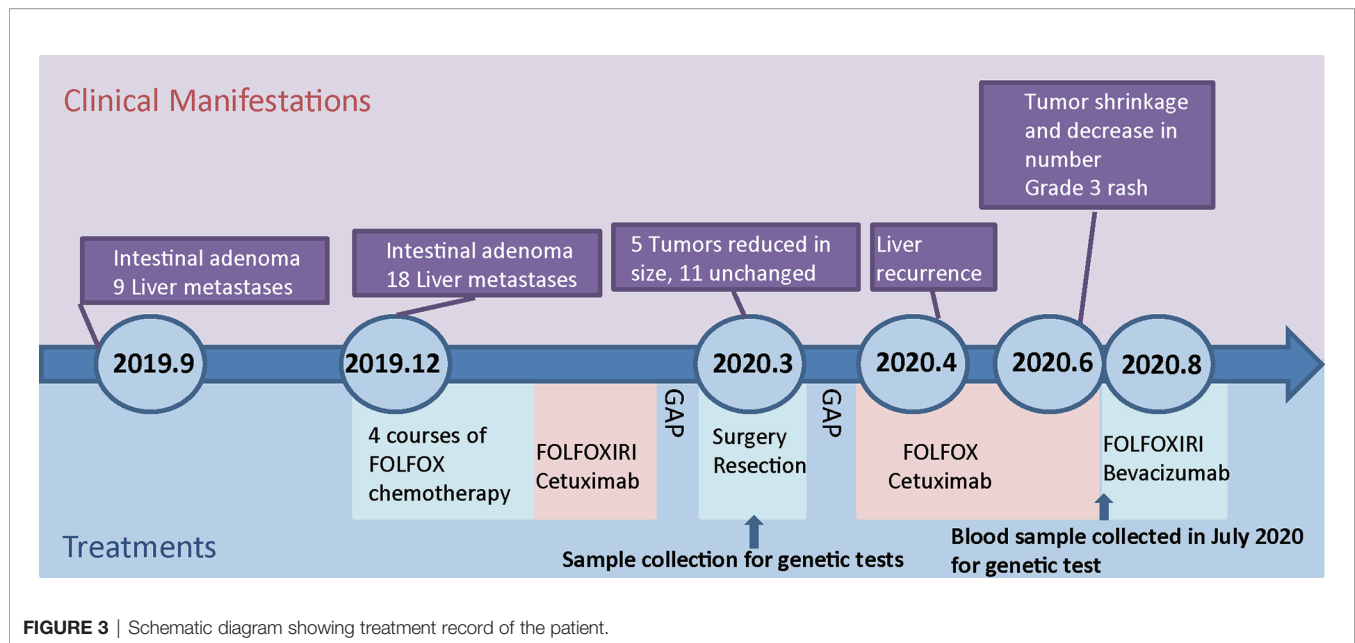 Clinical Manifestations
Tumor shrinkage
and decrease in
number
Grade 3 rash
Intestinal adenoma
9 Liver metastases
Intestinal adenoma
18 Liver metastases
5 Tumors reduced in
size, 11 unchanged
Liver
recurrence
2019.9
2019.12
2020.3
2020.4
2020.6
2020.8
4 courses of
FOLFOX
chemotherapy
FOLFOXIRI
Cetuximab
GAP
Surgery
Resection
GAP
FOLFOX
Cetuximab
FOLFOXIRI
Bevacizumab
Treatments
Sample collection for genetic tests
Blood sample collected in July 2020
for genetic test
FIGURE 3 | Schematic diagram showing treatment record of the patient.